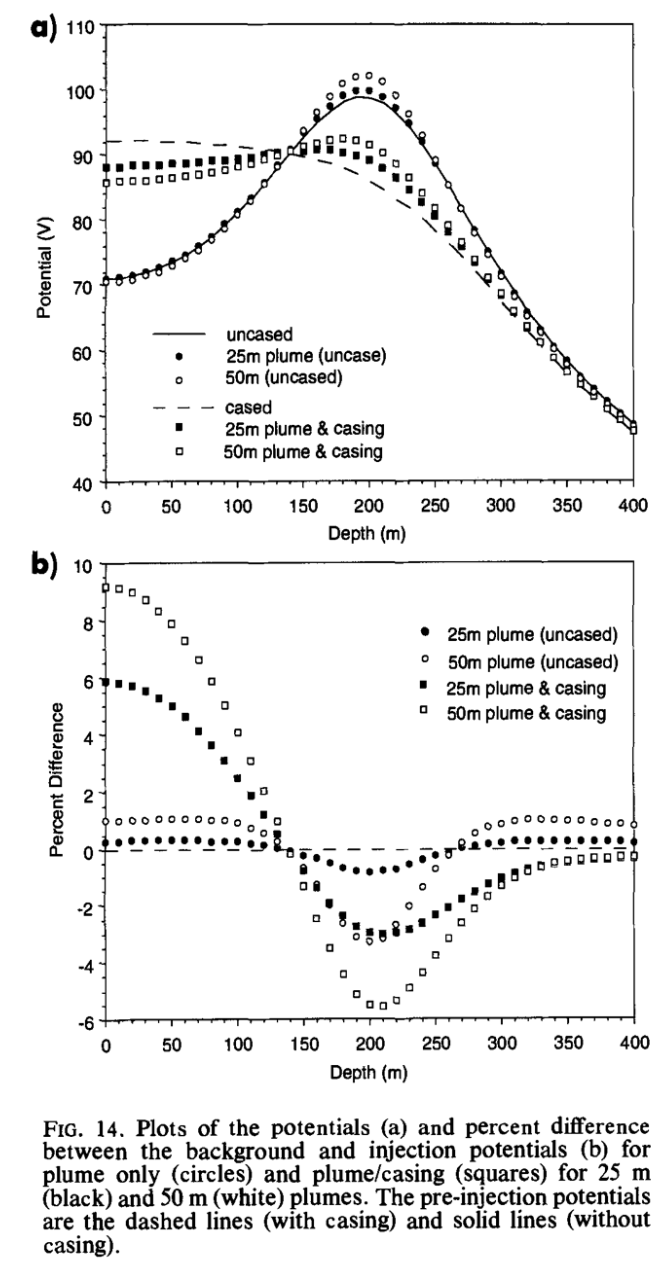 a)
110
100
90
80
70
60
50
40
Potential (V)
uncased
25m plume (uncase)
50m (uncased)
cased
25m plume & casing
50m plume & casing
0 50 100 150 200 250 300 350 400
Depth (m)
b)
10
8
6
4
2
0
-2
-4
-6
Percent Difference
25m plume (uncased)
50m plume (uncased)
25m plume & casing
50m plume & casing
0 50 100 150 200 250 300 350 400
Depth (m)
FIG. 14. Plots of the potentials (a) and percent difference
between the background and injection potentials (b) for
plume only (circles) and plume/casing (squares) for 25 m
(black) and 50 m (white) plumes. The pre-injection potentials
are the dashed lines (with casing) and solid lines (without
casing).